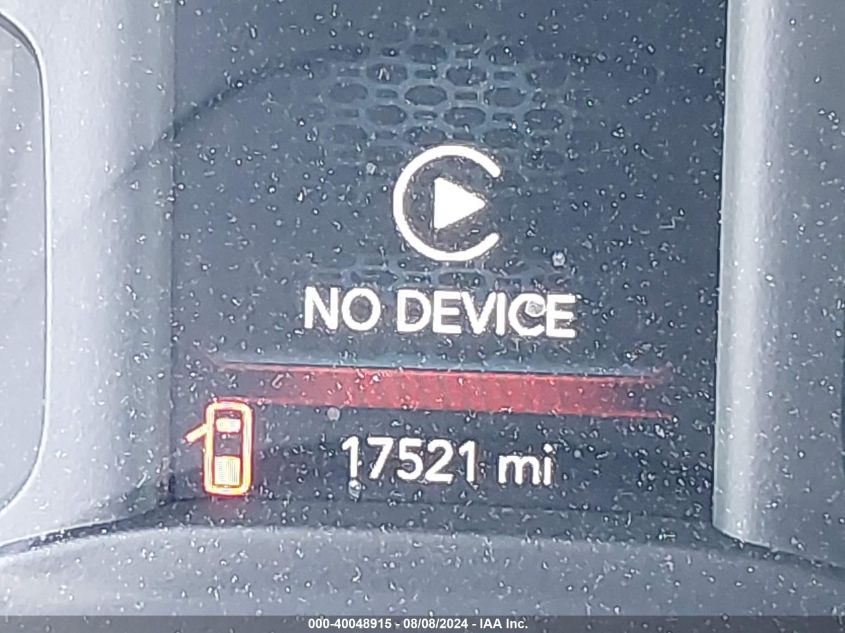 NO DEVICE
17521 mi
000-40048915 - 08/08/2024 - IAA Inc.